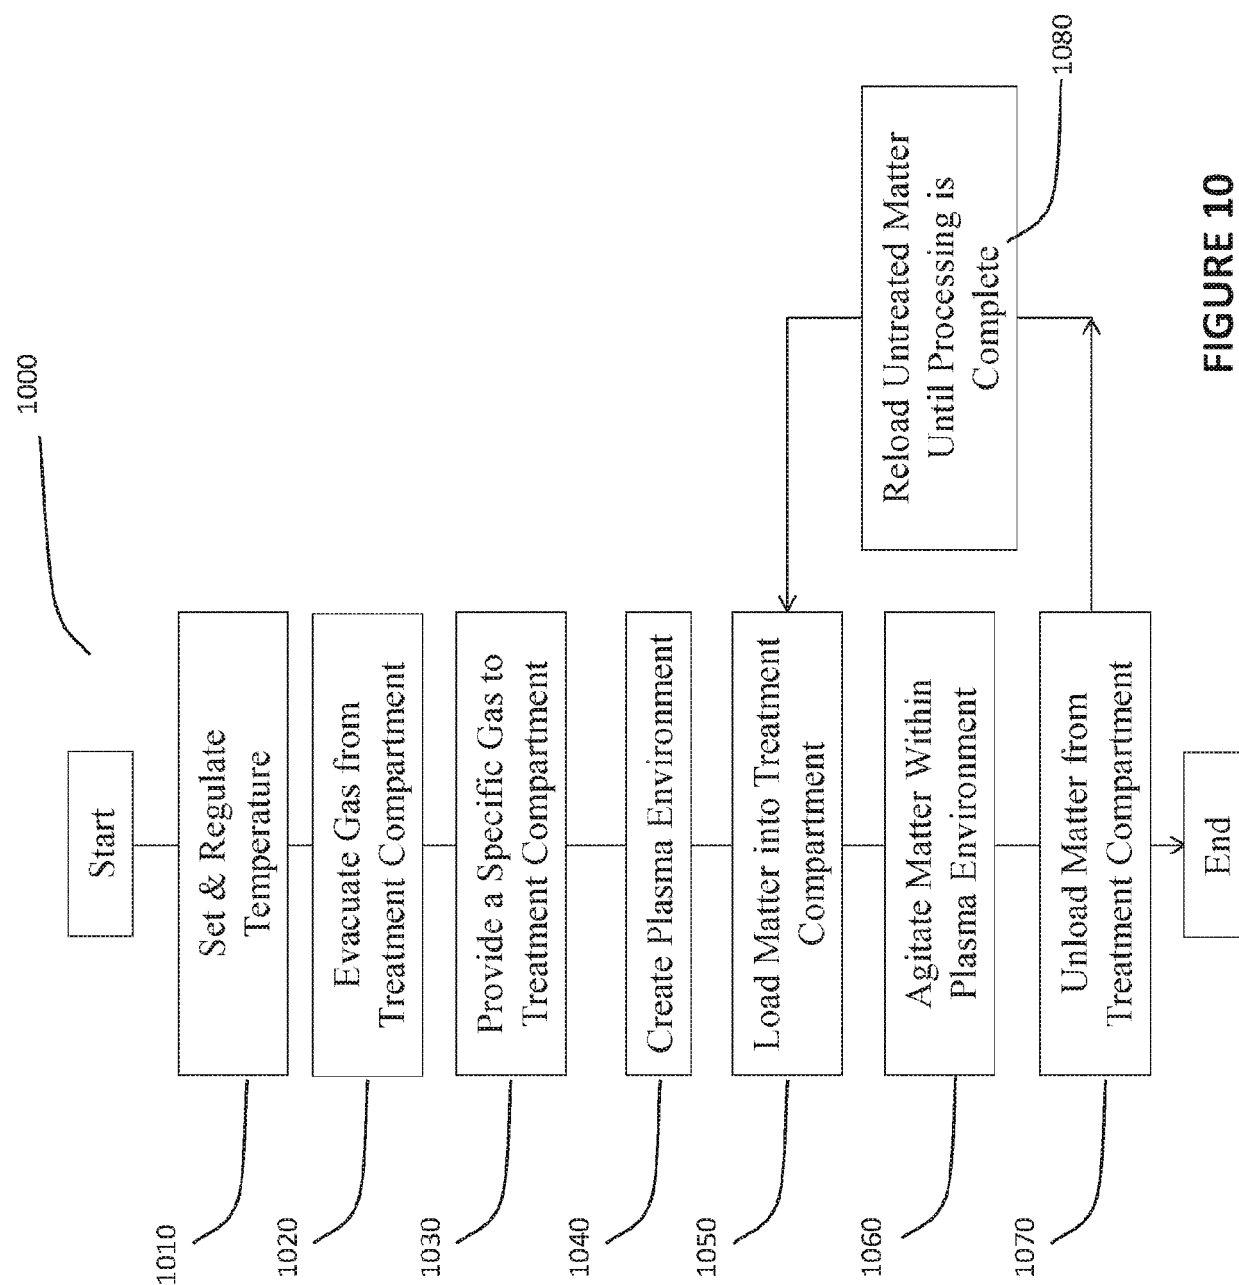 1000
Start
1010
Set & Regulate
Temperature
1020
Evacuate Gas from
Treatment Compartment
1030
Provide a Specific Gas to
Treatment Compartment
1040
Create Plasma Environment
1050
Load Matter into Treatment
Compartment
1060
Agitate Matter Within
Plasma Environment
1070
Unload Matter from
Treatment Compartment
1080
Reload Untreated Matter
Until Processing is
Complete
End
FIGURE 10